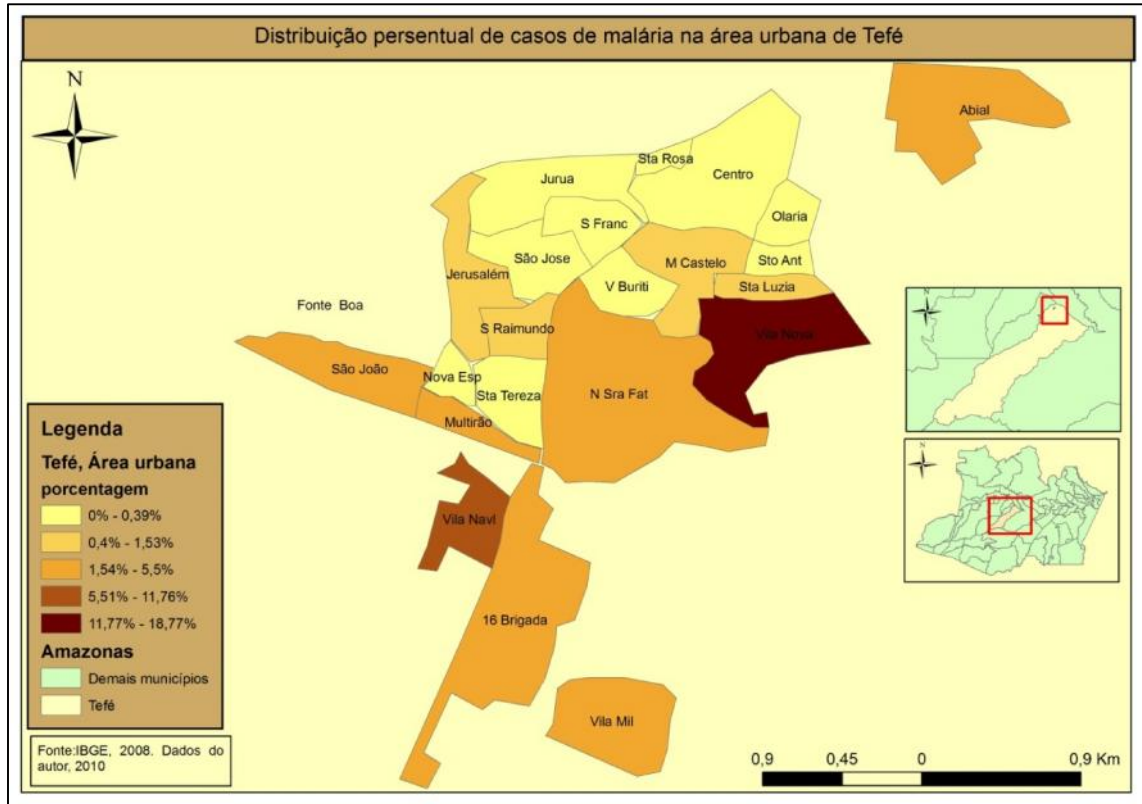 Distribuição persentual de casos de malária na área urbana de Tefé
N
Abial
Sta Rosa
Centro
Jurua
Olaria
S Franc
São Jose
M Castelo
Sto Ant
Jerusalém
V Buriti
Sta Luzia
Fonte Boa
S Raimundo
Vila Nova
São João
Nova Esp
Sta Tereza
N Sra Fat
Multirão
Vila Navl
16 Brigada
Vila Mil
N
N
Legenda
Tefé, Área urbana
porcentagem
0% - 0,39%
0,4% - 1,53%
1,54% - 5,5%
5,51% - 11,76%
11,77% - 18,77%
Amazonas
Demais municípios
Tefé
Fonte:IBGE, 2008. Dados do
autor, 2010
0,9 0,45 0 0,9 Km